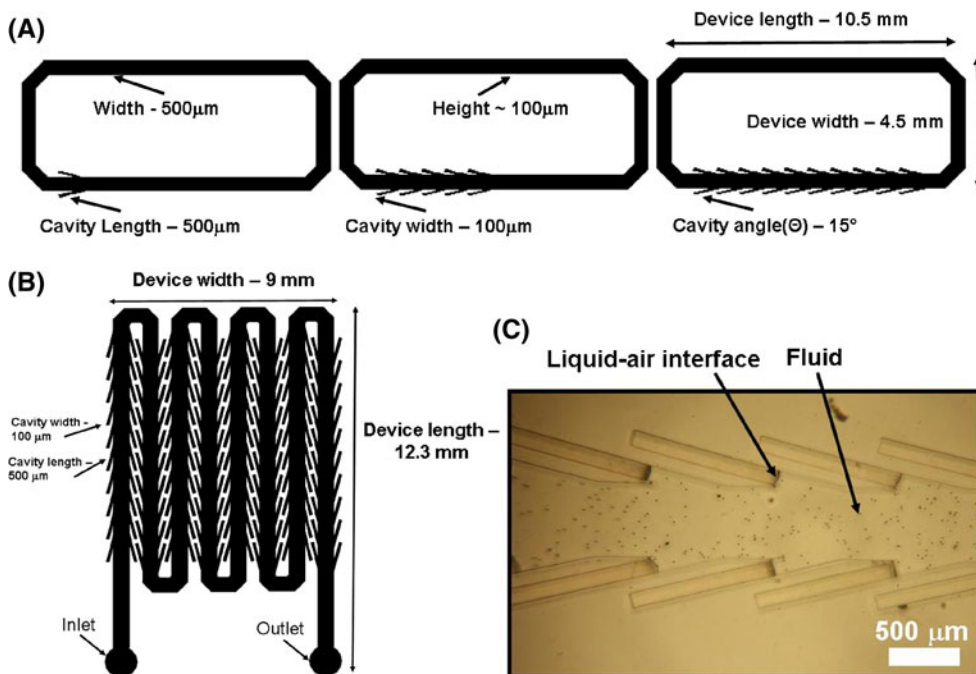 (A)
Device length – 10.5 mm
Width - 500μm
Height ~ 100μm
Device width – 4.5 mm
Cavity Length – 500μm
Cavity width – 100μm
Cavity angle(Θ) – 15°
(B)
Device width – 9 mm
Cavity width -
100 μm
Cavity length –
500 μm
Device length –
12.3 mm
Inlet
Outlet
(C)
Liquid-air interface
Fluid
500 μm